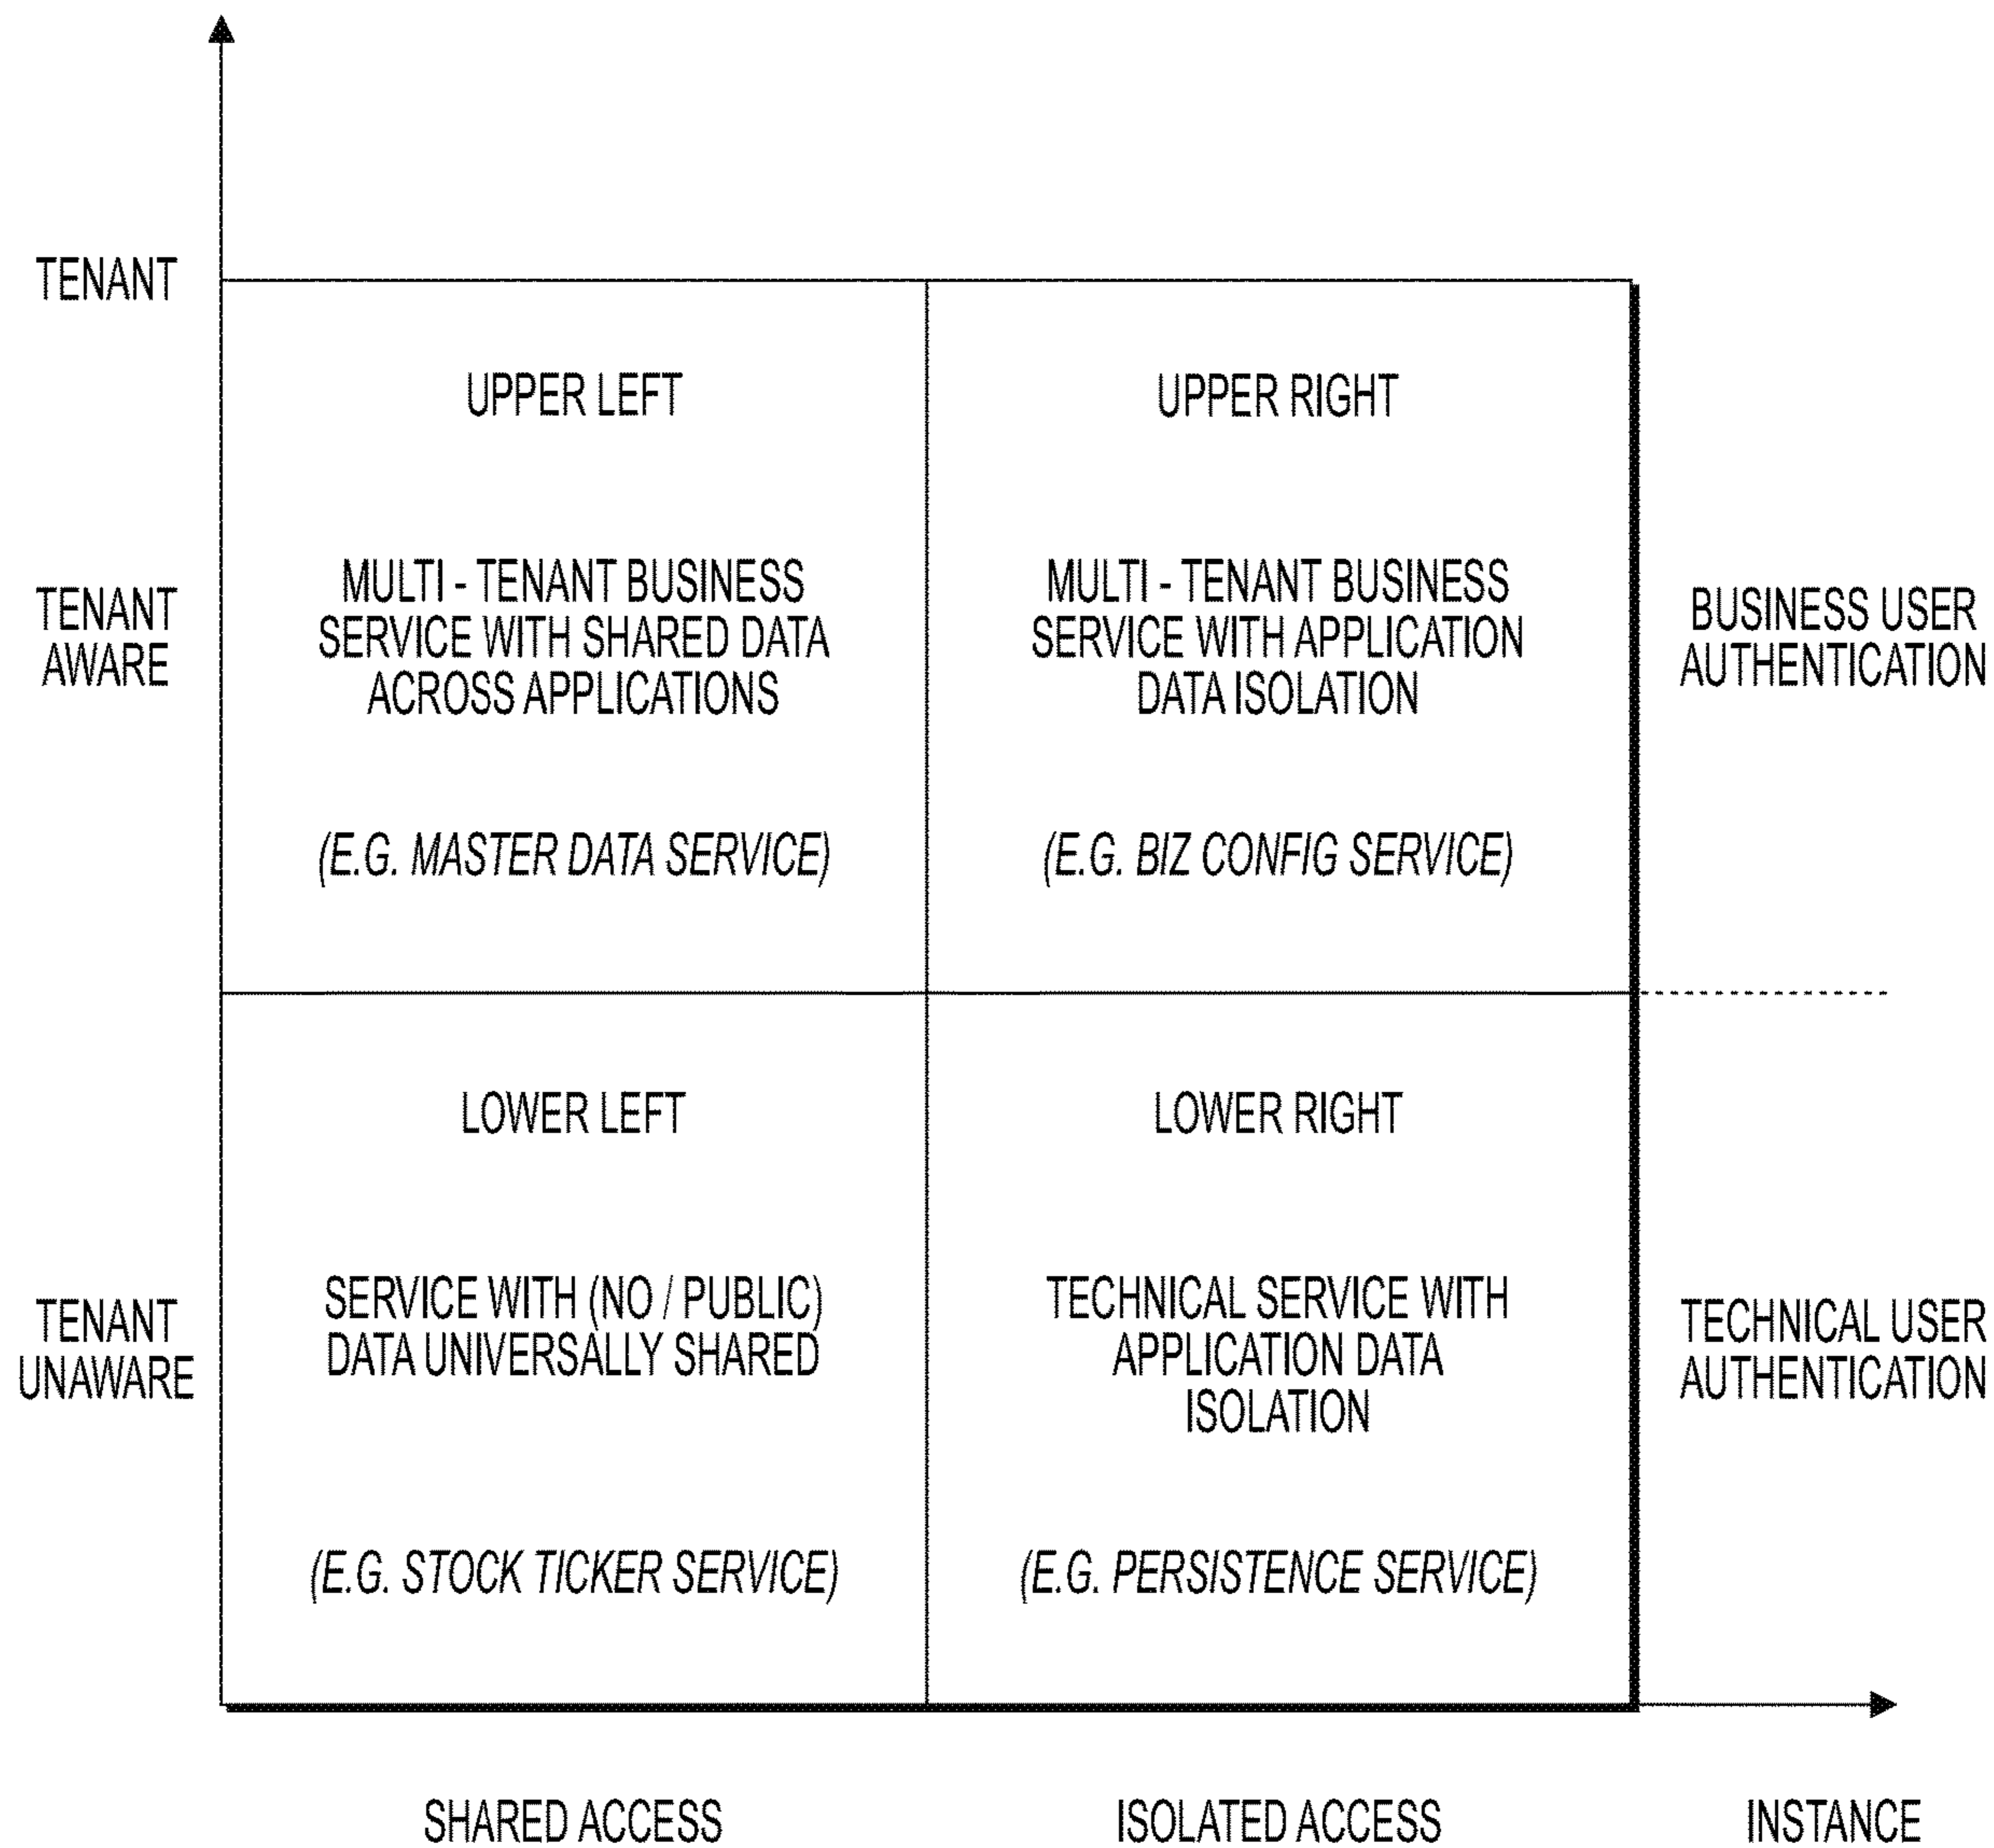 TENANT
UPPER LEFT
UPPER RIGHT
TENANT
AWARE
MULTI - TENANT BUSINESS
SERVICE WITH SHARED DATA
ACROSS APPLICATIONS
MULTI - TENANT BUSINESS
SERVICE WITH APPLICATION
DATA ISOLATION
BUSINESS USER
AUTHENTICATION
(E.G. MASTER DATA SERVICE)
(E.G. BIZ CONFIG SERVICE)
LOWER LEFT
LOWER RIGHT
TENANT
UNAWARE
SERVICE WITH (NO / PUBLIC)
DATA UNIVERSALLY SHARED
TECHNICAL SERVICE WITH
APPLICATION DATA
ISOLATION
TECHNICAL USER
AUTHENTICATION
(E.G. STOCK TICKER SERVICE)
(E.G. PERSISTENCE SERVICE)
SHARED ACCESS
ISOLATED ACCESS
INSTANCE